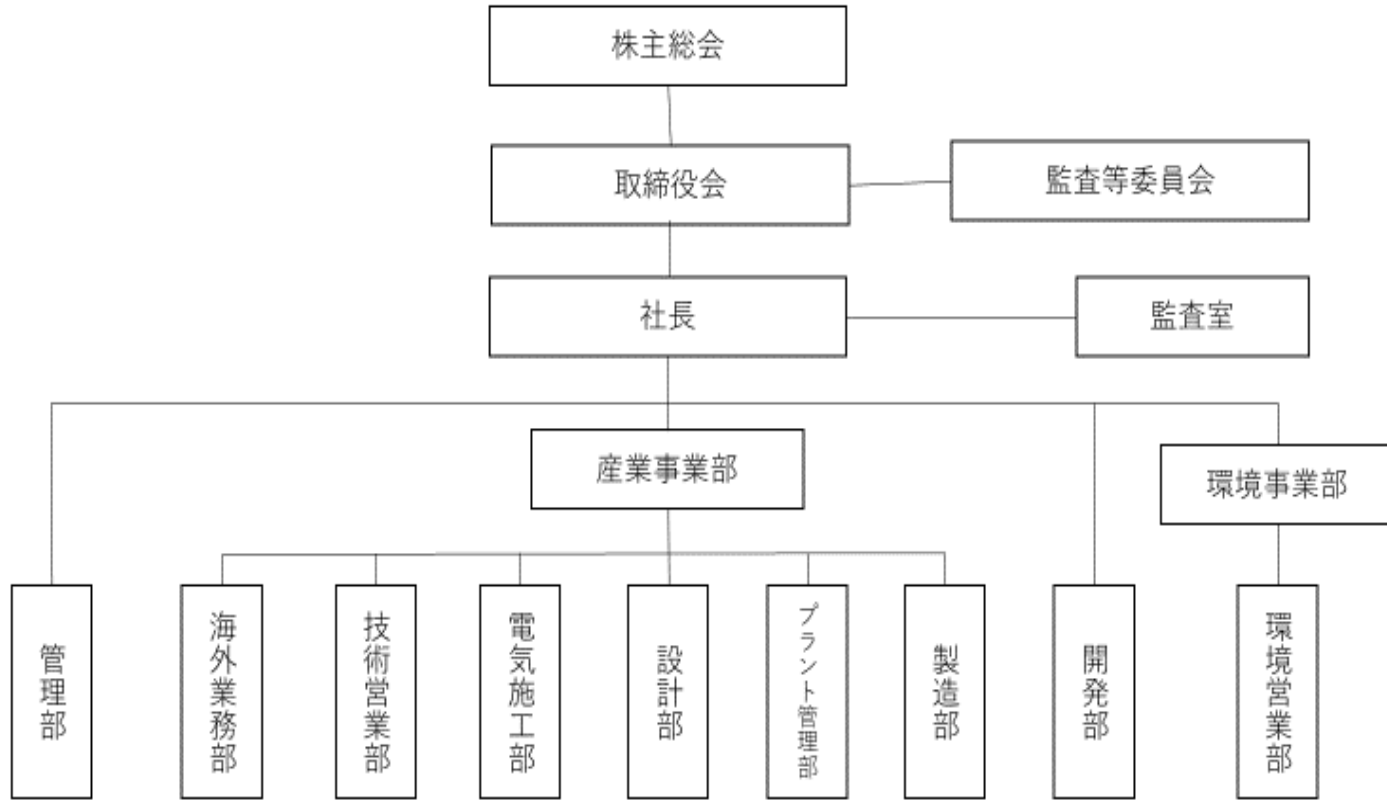 株主総会
取締役会
監査等委員会
社長
監査室
産業事業部
環境事業部
管理部
海外業務部
技術営業部
電気施工部
設計部
プラント管理部
製造部
開発部
環境営業部